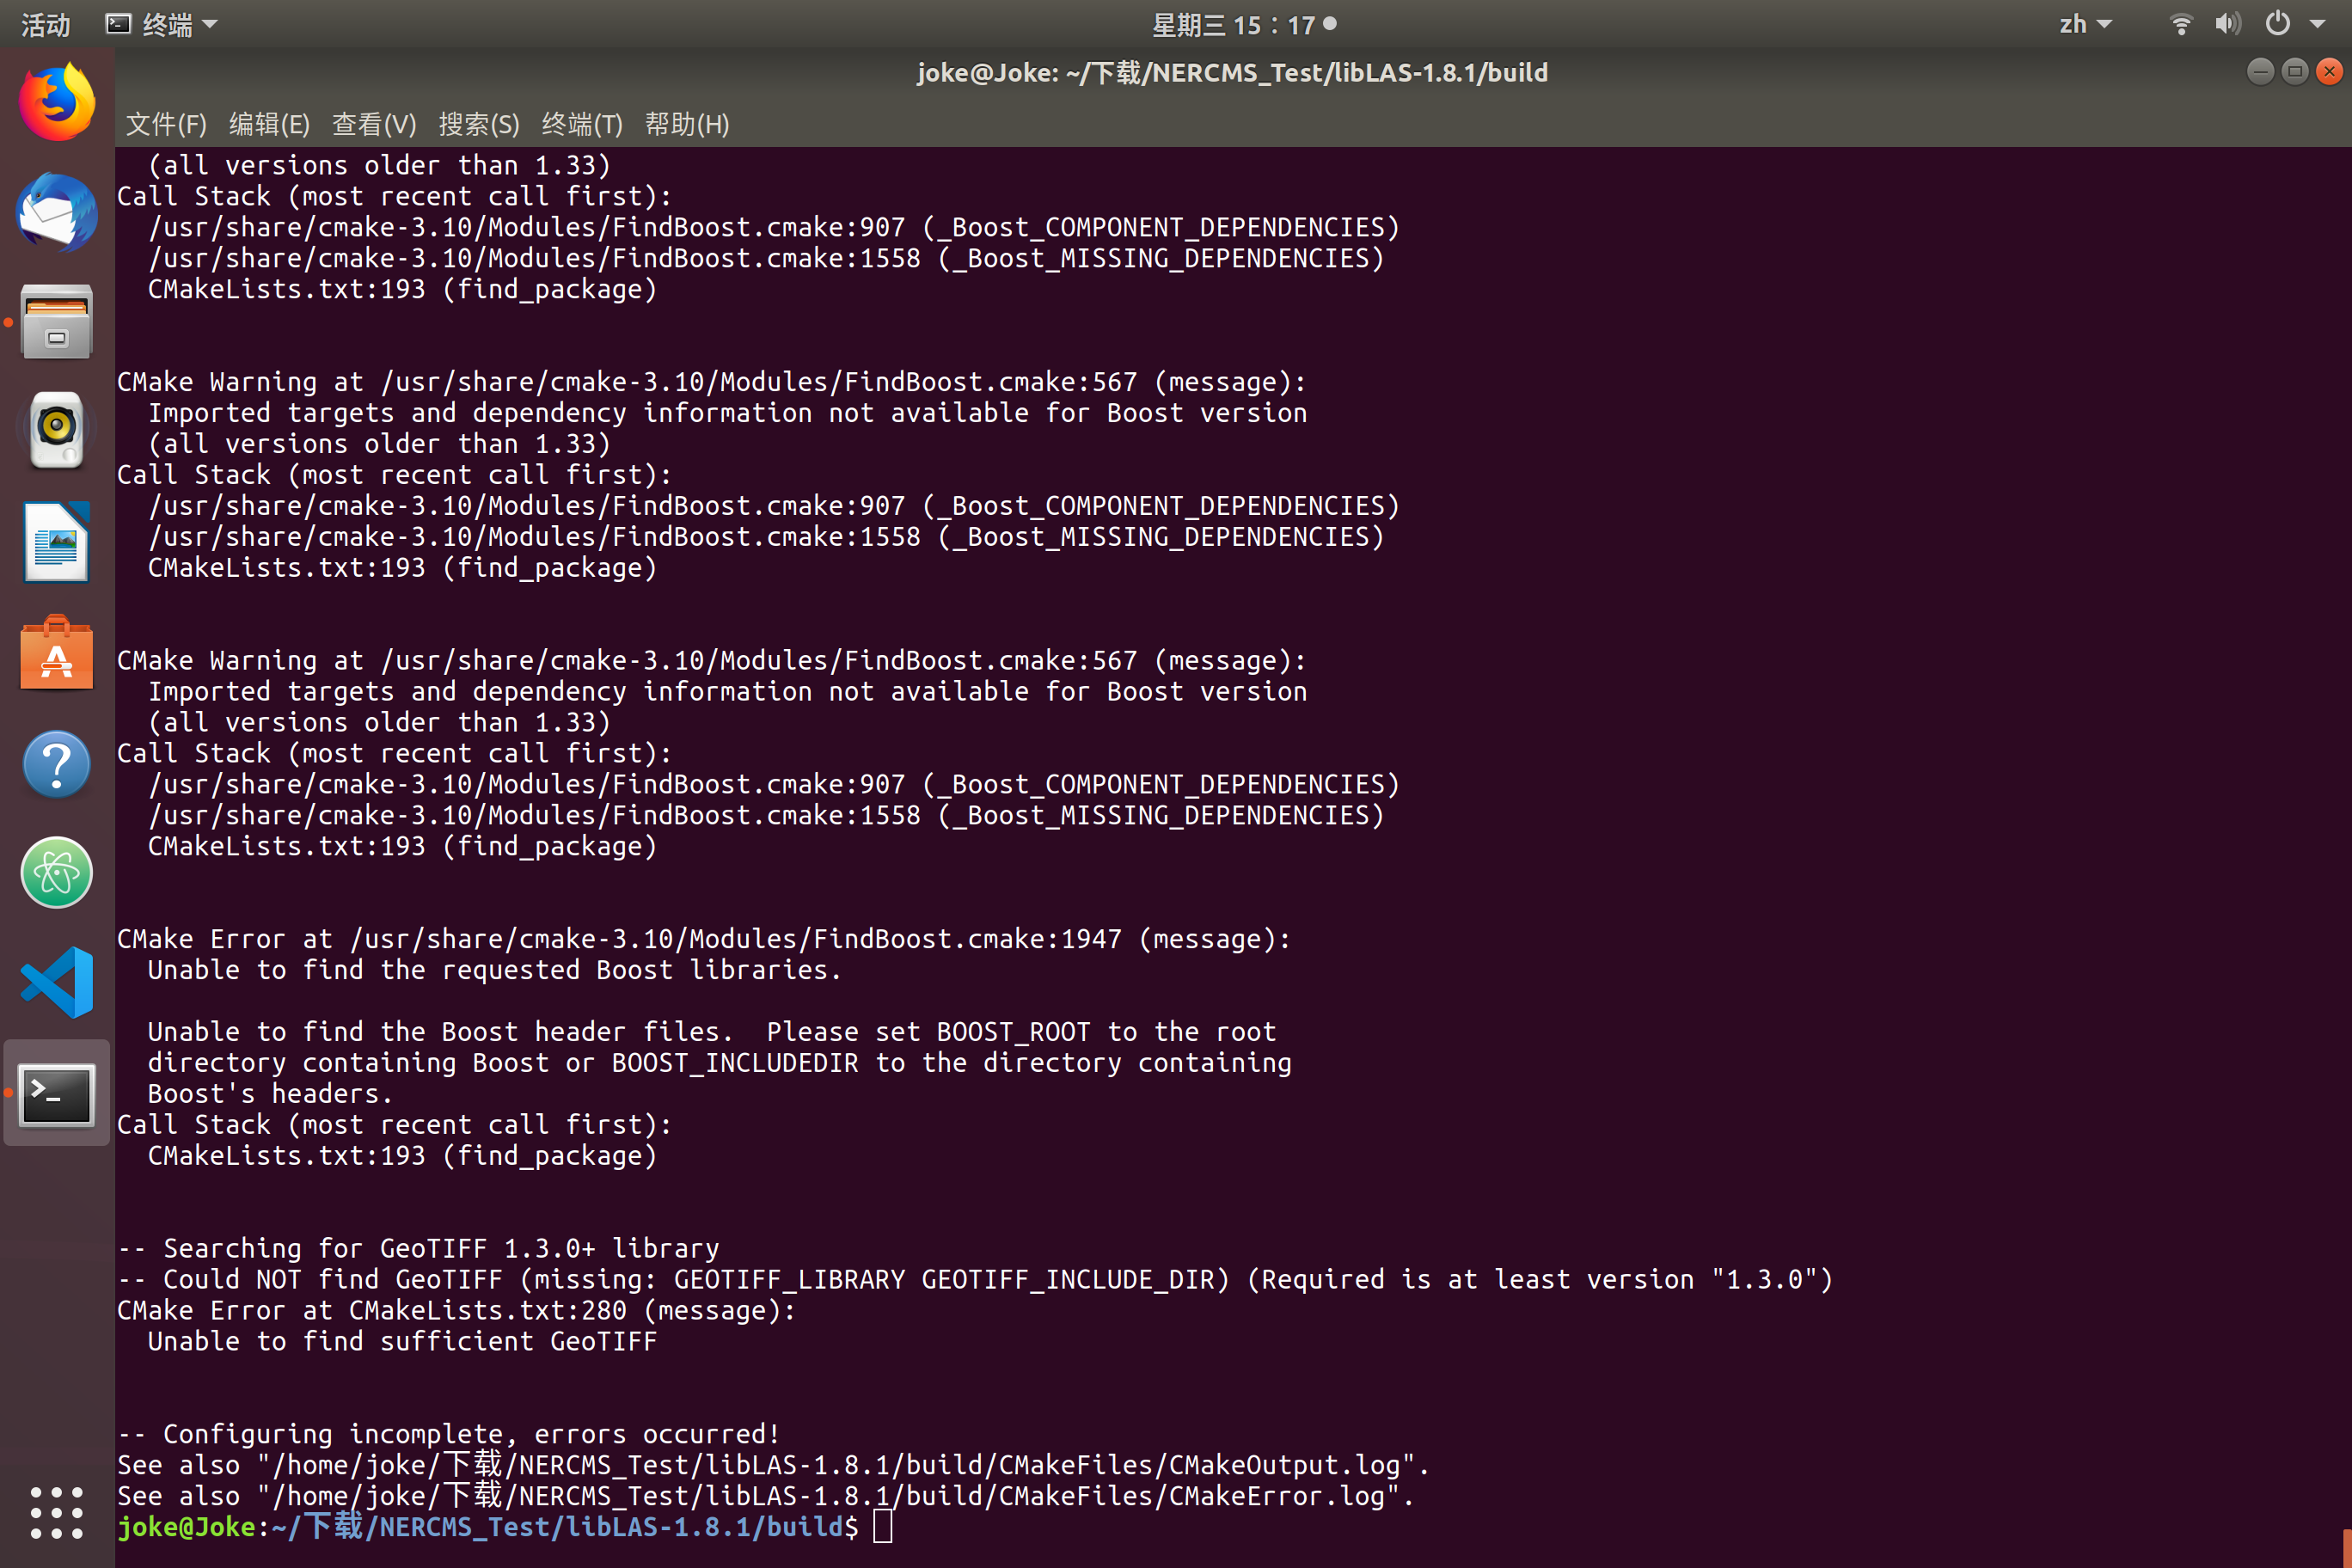 活动 终端 星期三 15：17 zh
joke@Joke: ~/下载/NERCMS_Test/libLAS-1.8.1/build
文件(F) 编辑(E) 查看(V) 搜索(S) 终端(T) 帮助(H)
(all versions older than 1.33)
Call Stack (most recent call first):
/usr/share/cmake-3.10/Modules/FindBoost.cmake:907 (_Boost_COMPONENT_DEPENDENCIES)
/usr/share/cmake-3.10/Modules/FindBoost.cmake:1558 (_Boost_MISSING_DEPENDENCIES)
CMakeLists.txt:193 (find_package)
CMake Warning at /usr/share/cmake-3.10/Modules/FindBoost.cmake:567 (message):
Imported targets and dependency information not available for Boost version
(all versions older than 1.33)
Call Stack (most recent call first):
/usr/share/cmake-3.10/Modules/FindBoost.cmake:907 (_Boost_COMPONENT_DEPENDENCIES)
/usr/share/cmake-3.10/Modules/FindBoost.cmake:1558 (_Boost_MISSING_DEPENDENCIES)
CMakeLists.txt:193 (find_package)
CMake Warning at /usr/share/cmake-3.10/Modules/FindBoost.cmake:567 (message):
Imported targets and dependency information not available for Boost version
(all versions older than 1.33)
Call Stack (most recent call first):
/usr/share/cmake-3.10/Modules/FindBoost.cmake:907 (_Boost_COMPONENT_DEPENDENCIES)
/usr/share/cmake-3.10/Modules/FindBoost.cmake:1558 (_Boost_MISSING_DEPENDENCIES)
CMakeLists.txt:193 (find_package)
CMake Error at /usr/share/cmake-3.10/Modules/FindBoost.cmake:1947 (message):
Unable to find the requested Boost libraries.
Unable to find the Boost header files.  Please set BOOST_ROOT to the root
directory containing Boost or BOOST_INCLUDEDIR to the directory containing
Boost's headers.
Call Stack (most recent call first):
CMakeLists.txt:193 (find_package)
-- Searching for GeoTIFF 1.3.0+ library
-- Could NOT find GeoTIFF (missing: GEOTIFF_LIBRARY GEOTIFF_INCLUDE_DIR) (Required is at least version "1.3.0")
CMake Error at CMakeLists.txt:280 (message):
Unable to find sufficient GeoTIFF
-- Configuring incomplete, errors occurred!
See also "/home/joke/下载/NERCMS_Test/libLAS-1.8.1/build/CMakeFiles/CMakeOutput.log".
See also "/home/joke/下载/NERCMS_Test/libLAS-1.8.1/build/CMakeFiles/CMakeError.log".
joke@Joke:~/下载/NERCMS_Test/libLAS-1.8.1/build$